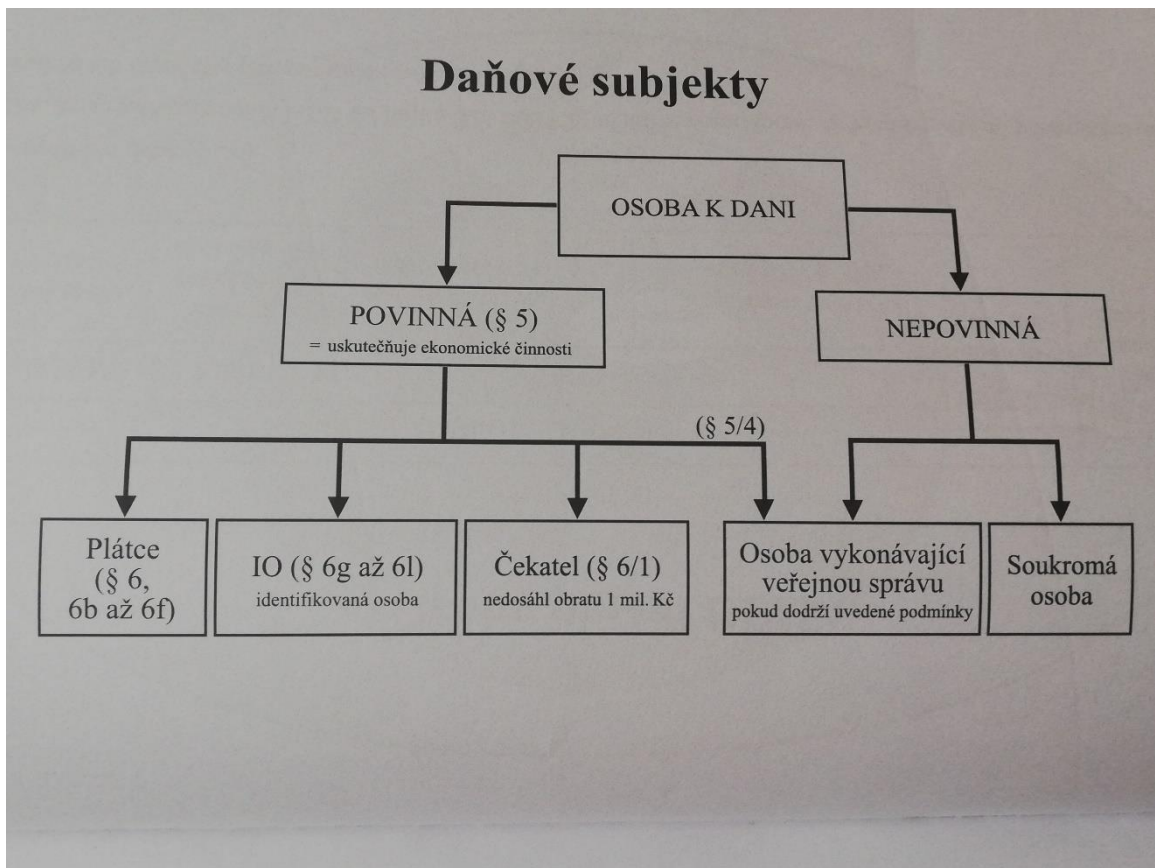 Daňové subjekty
OSOBA K DANI
POVINNÁ (§ 5)
= uskutečňuje ekonomické činnosti
NEPOVINNÁ
(§ 5/4)
Plátce
(§ 6,
6b až 6f)
IO (§ 6g až 6l)
identifikovaná osoba
Čekatel (§ 6/1)
nedosáhl obratu 1 mil. Kč
Osoba vykonávající
veřejnou správu
pokud dodrží uvedené podmínky
Soukromá
osoba